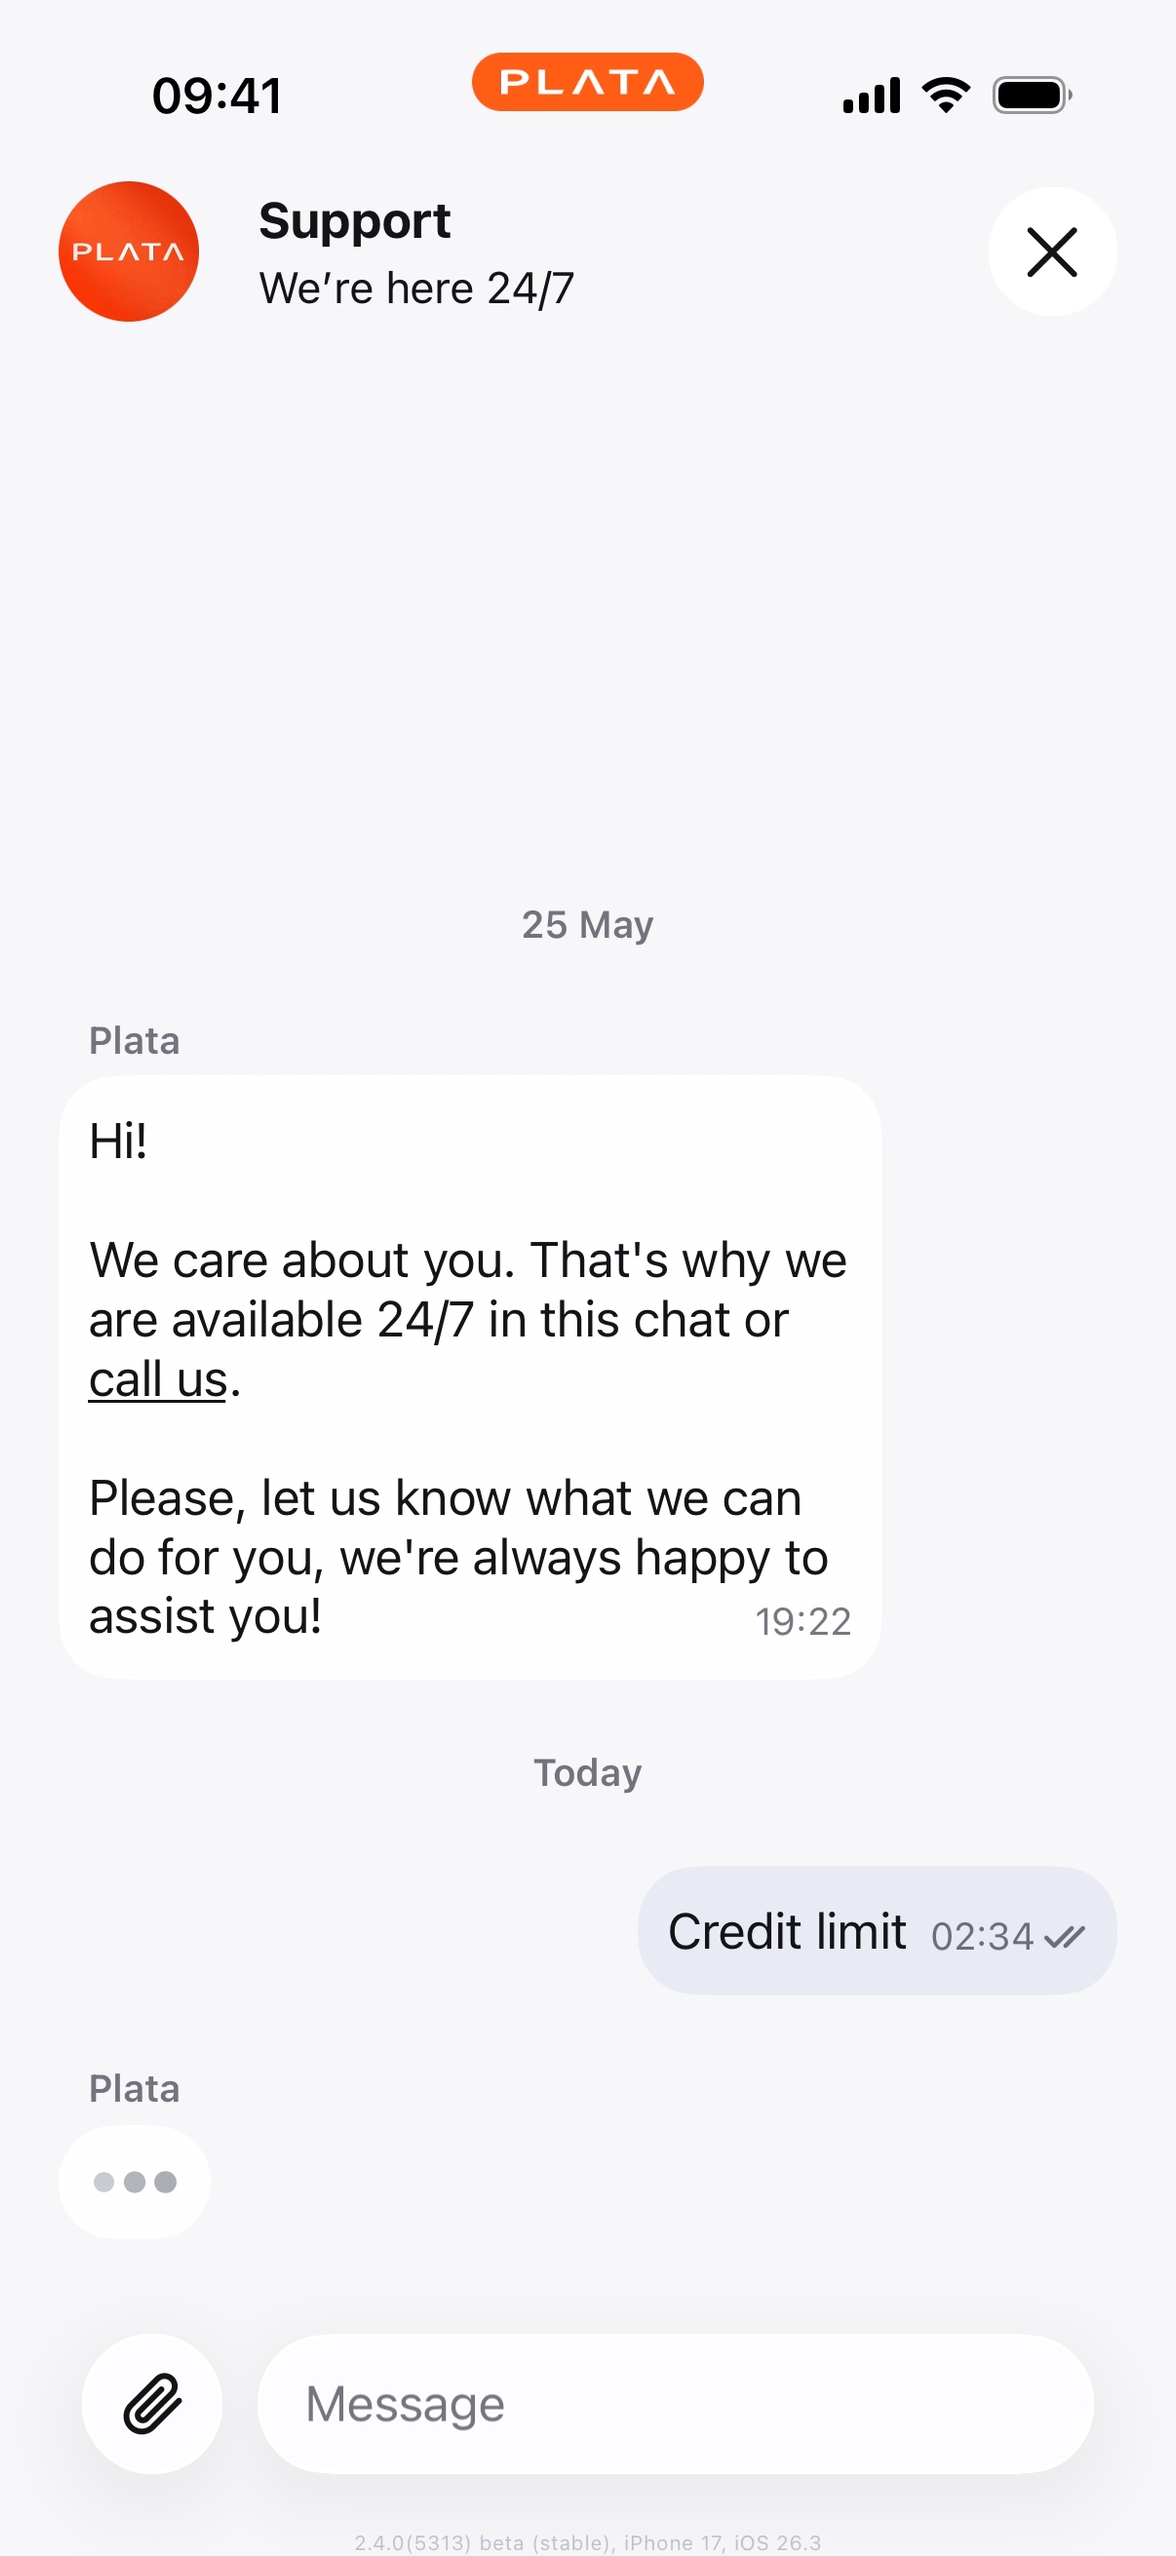 09:41
PLATA
PLATA
Support
We’re here 24/7
25 May
Plata
Hi!
We care about you. That's why we
are available 24/7 in this chat or
call us.
Please, let us know what we can
do for you, we're always happy to
assist you!
19:22
Today
Credit limit 02:34
Plata
Message
2.4.0(5313) beta (stable), iPhone 17, iOS 26.3